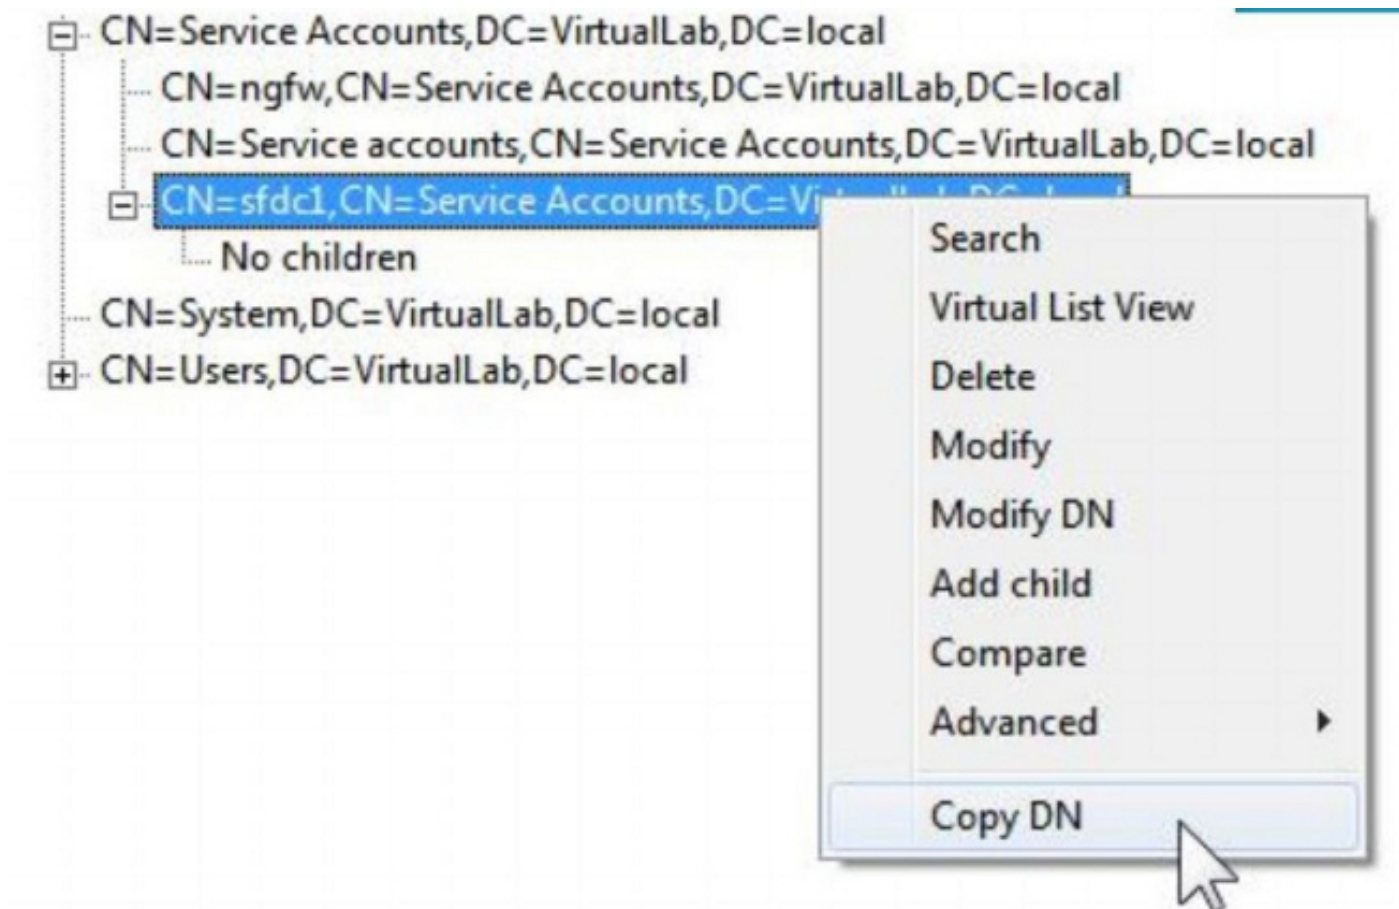 CN=Service Accounts,DC=VirtualLab,DC=local
CN=ngfw,CN=Service Accounts,DC=VirtualLab,DC=local
CN=Service accounts,CN=Service Accounts,DC=VirtualLab,DC=local
CN=sfdc1,CN=Service Accounts,DC=
No children
CN=System,DC=VirtualLab,DC=local
CN=Users,DC=VirtualLab,DC=local
Search
Virtual List View
Delete
Modify
Modify DN
Add child
Compare
Advanced
Copy DN